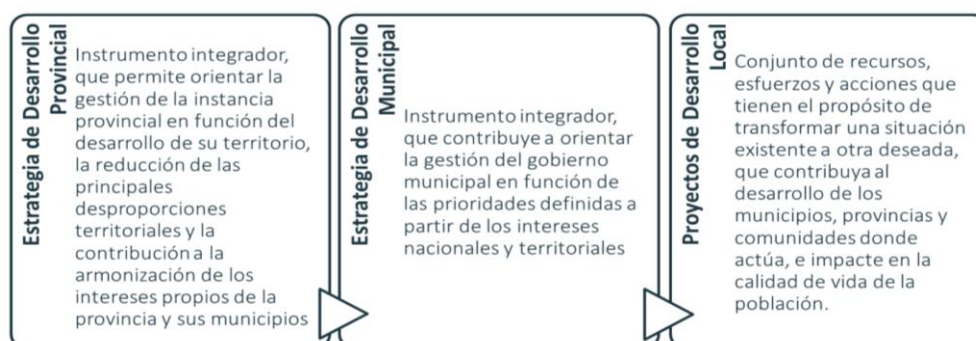 Estrategia de Desarrollo
Provincial
Instrumento integrador,
que permite orientar la
gestión de la instancia
provincial en función del
desarrollo de su territorio,
la reducción de las
principales
desproporciones
territoriales y la
contribución a la
armonización de los
intereses propios de la
provincia y sus municipios
Estrategia de Desarrollo
Municipal
Instrumento integrador,
que contribuye a orientar
la gestión del gobierno
municipal en función de
las prioridades definidas a
partir de los intereses
nacionales y territoriales
Proyectos de Desarrollo
Local
Conjunto de recursos,
esfuerzos y acciones que
tienen el propósito de
transformar una situación
existente a otra deseada,
que contribuya al
desarrollo de los
municipios, provincias y
comunidades donde
actúa, e impacte en la
calidad de vida de la
población.